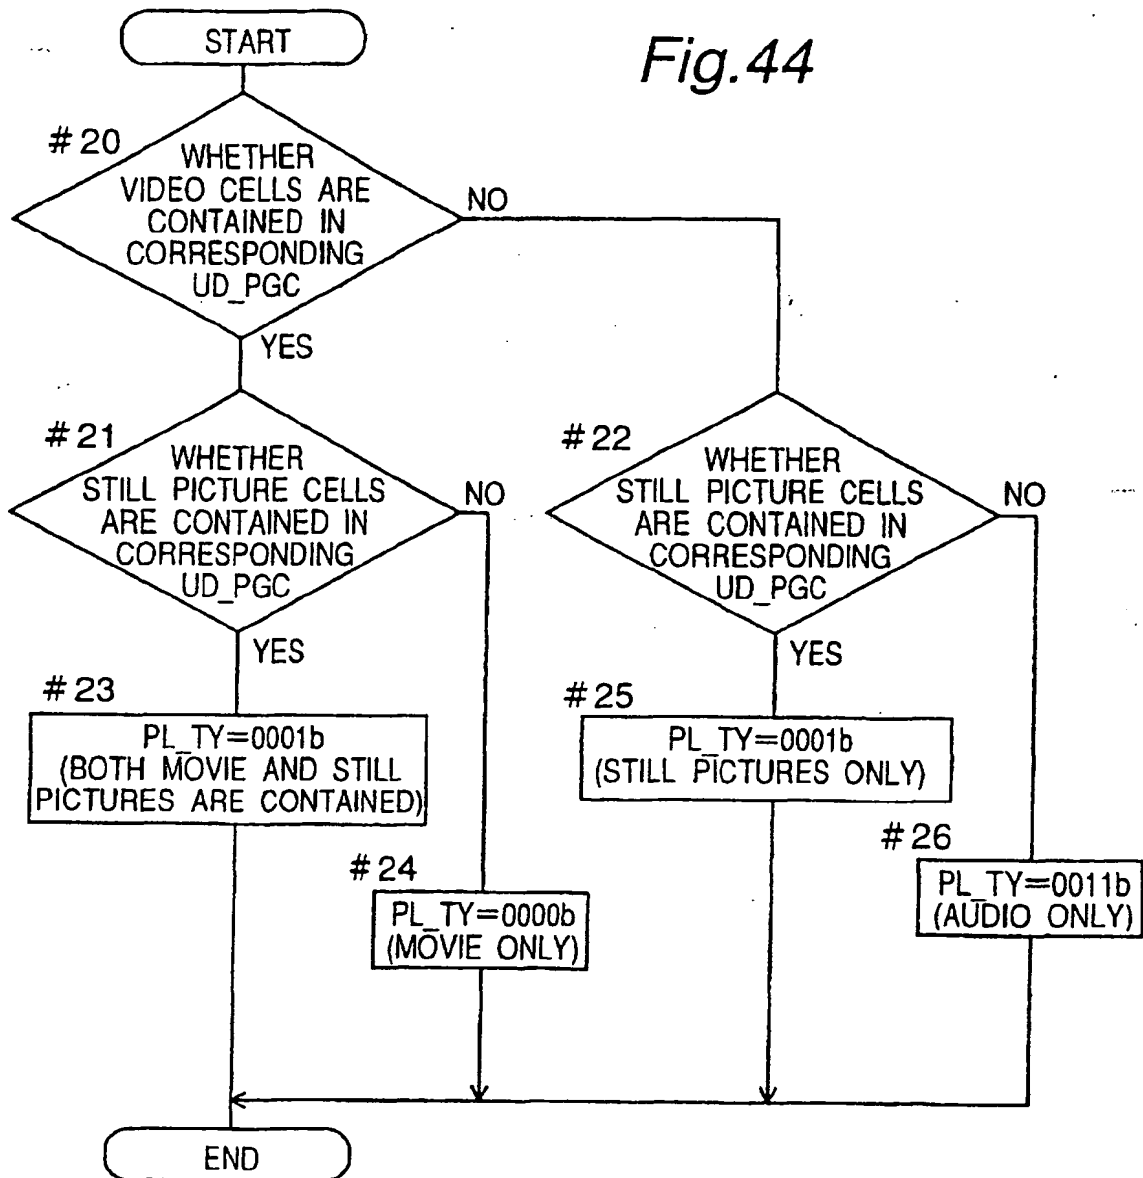 START
Fig.44
#20
WHETHER
VIDEO CELLS ARE
CONTAINED IN
CORRESPONDING
UD_PGC
NO
YES
#21
WHETHER
STILL PICTURE CELLS
ARE CONTAINED IN
CORRESPONDING
UD_PGC
NO
YES
#22
WHETHER
STILL PICTURE CELLS
ARE CONTAINED IN
CORRESPONDING
UD_PGC
NO
YES
#23
PL_TY=0001b
(BOTH MOVIE AND STILL
PICTURES ARE CONTAINED)
#24
PL_TY=0000b
(MOVIE ONLY)
#25
PL_TY=0001b
(STILL PICTURES ONLY)
#26
PL_TY=0011b
(AUDIO ONLY)
END